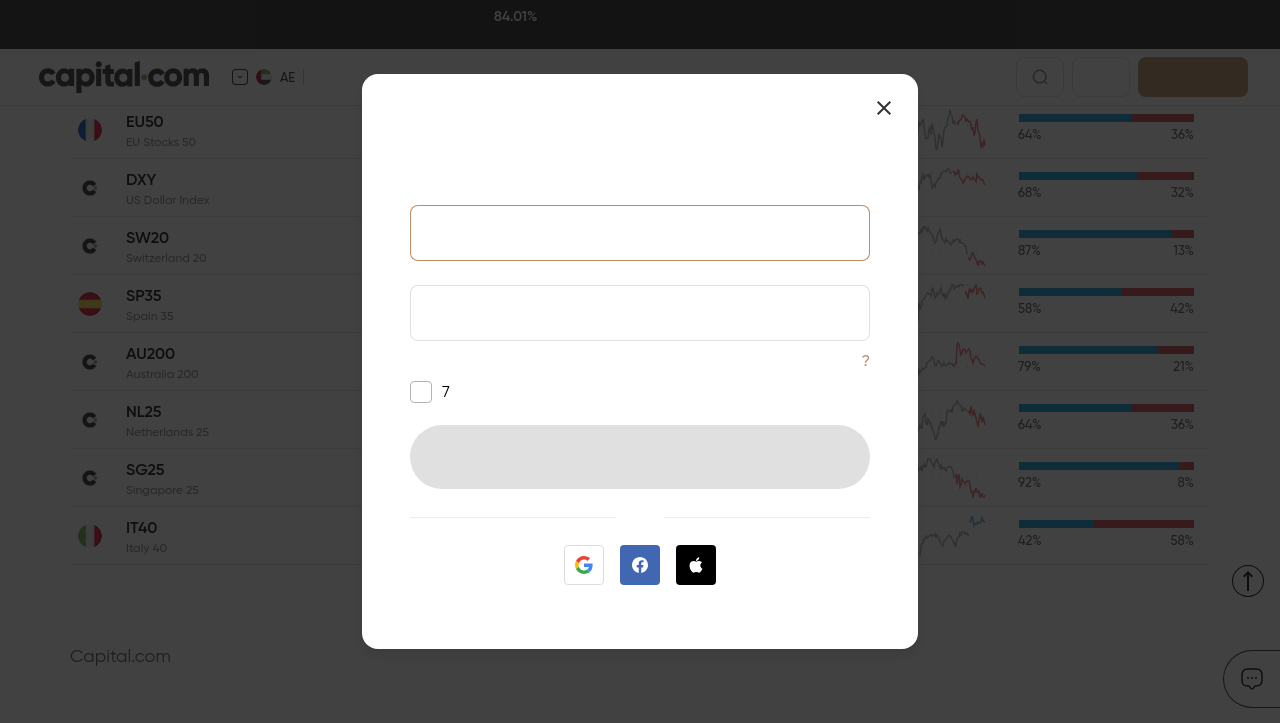 84.01%
capital.com
AE
EU50
EU Stocks 50
64%
36%
DXY
US Dollar Index
68%
32%
SW20
Switzerland 20
87%
13%
SP35
Spain 35
58%
42%
AU200
Australia 200
79%
21%
NL25
Netherlands 25
64%
36%
SG25
Singapore 25
92%
8%
IT40
Italy 40
42%
58%
?
7
Capital.com